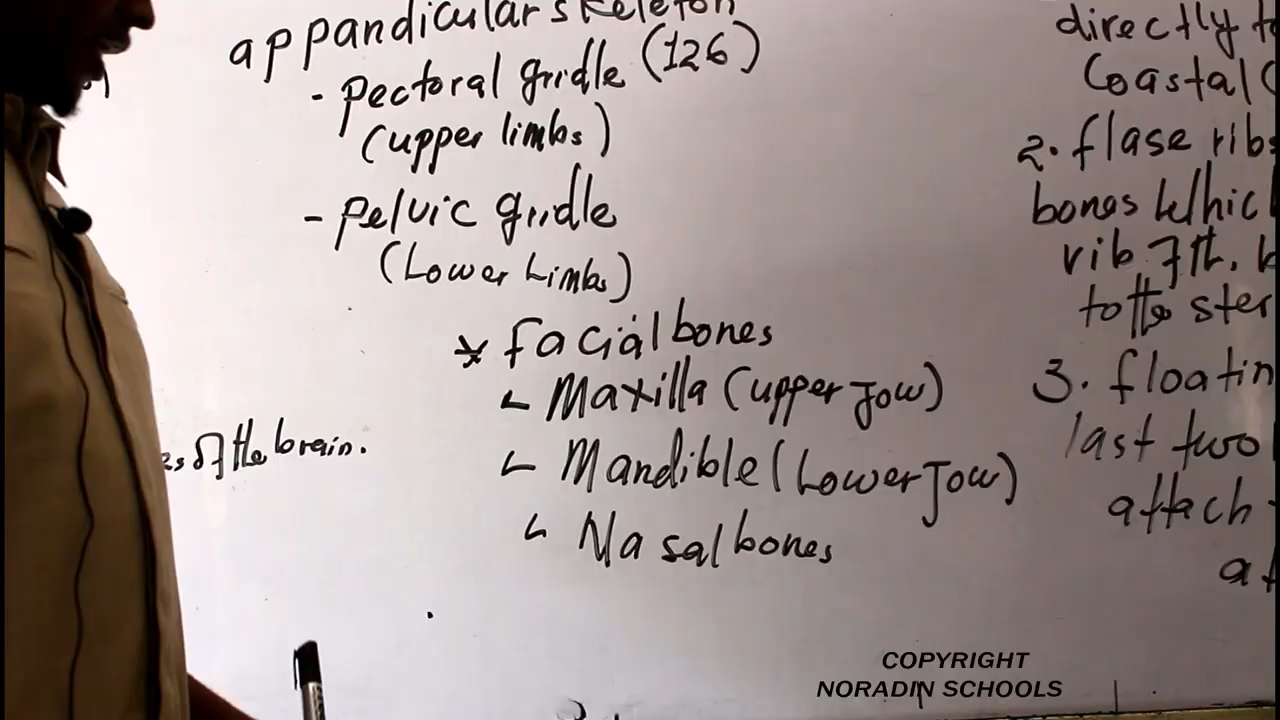 appandicular skeleton
- pectoral gridle (126)
(upper limbs)
- pelvic gridle
(Lower Limbs)
* facial bones
- Maxilla (upper Jow)
- Mandible (Lower Jow)
- Nasal bones
of the brain.
directly to
Coastal C
2. flase ribs
bones Which
rib 7th. b
to the ster
3. floatin
last two
attach
COPYRIGHT
NORADIN SCHOOLS